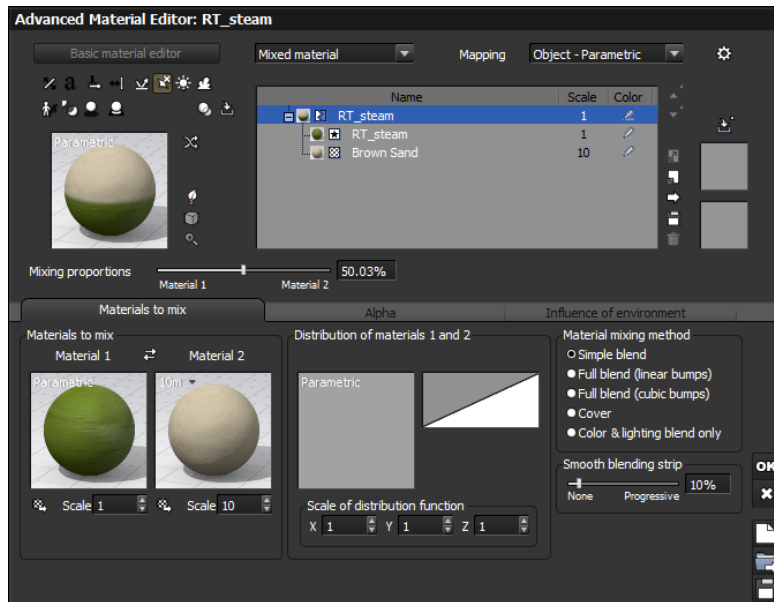 Advanced Material Editor: RT_steam
Basic material editor
Mixed material
Mapping
Object - Parametric
Name Scale Color
RT_steam 1
RT_steam 1
Brown Sand 10
Parametric
Mixing proportions
50.03%
Material 1 Material 2
Materials to mix
Alpha
Influence of environment
Materials to mix
Material 1 Material 2
Parametric
10m
Scale 1
Scale 10
Distribution of materials 1 and 2
Parametric
Scale of distribution function
X 1 Y 1 Z 1
Material mixing method
Simple blend
Full blend (linear bumps)
Full blend (cubic bumps)
Cover
Color & lighting blend only
Smooth blending strip
10%
None Progressive
OK